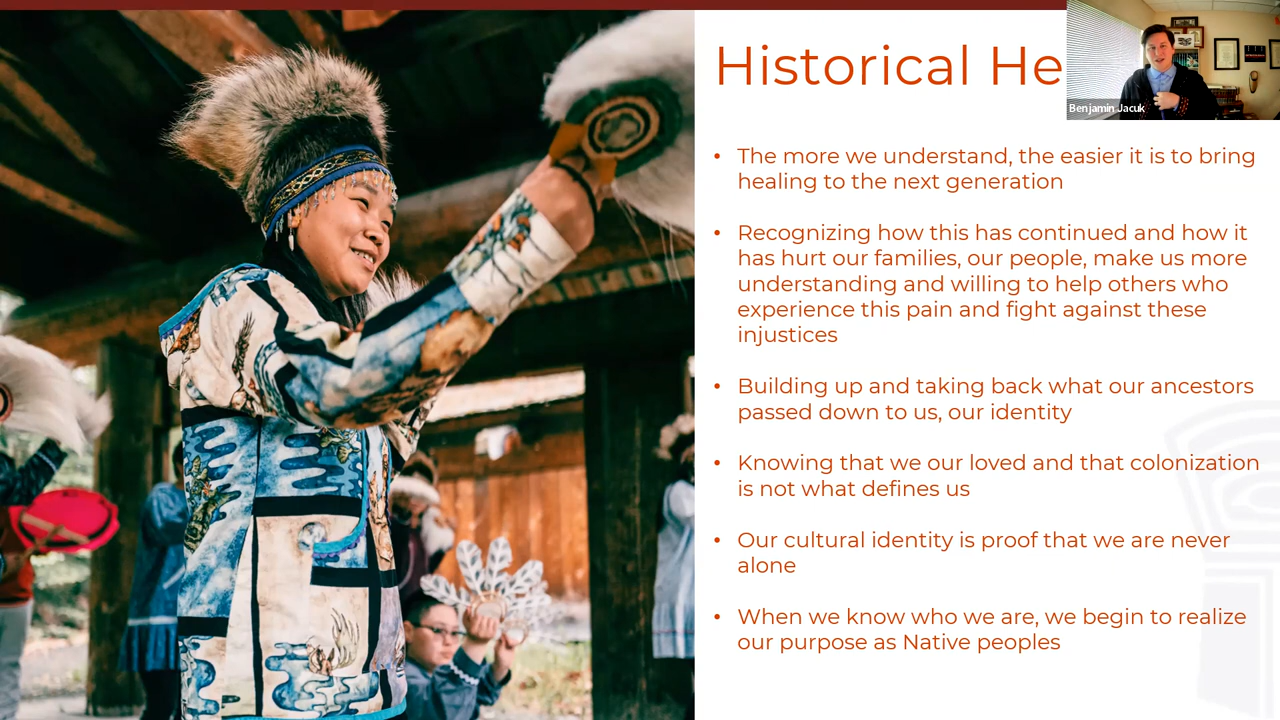 Historical He
Benjamin Jacuk
• The more we understand, the easier it is to bring
healing to the next generation
• Recognizing how this has continued and how it
has hurt our families, our people, make us more
understanding and willing to help others who
experience this pain and fight against these
injustices
• Building up and taking back what our ancestors
passed down to us, our identity
• Knowing that we our loved and that colonization
is not what defines us
• Our cultural identity is proof that we are never
alone
• When we know who we are, we begin to realize
our purpose as Native peoples